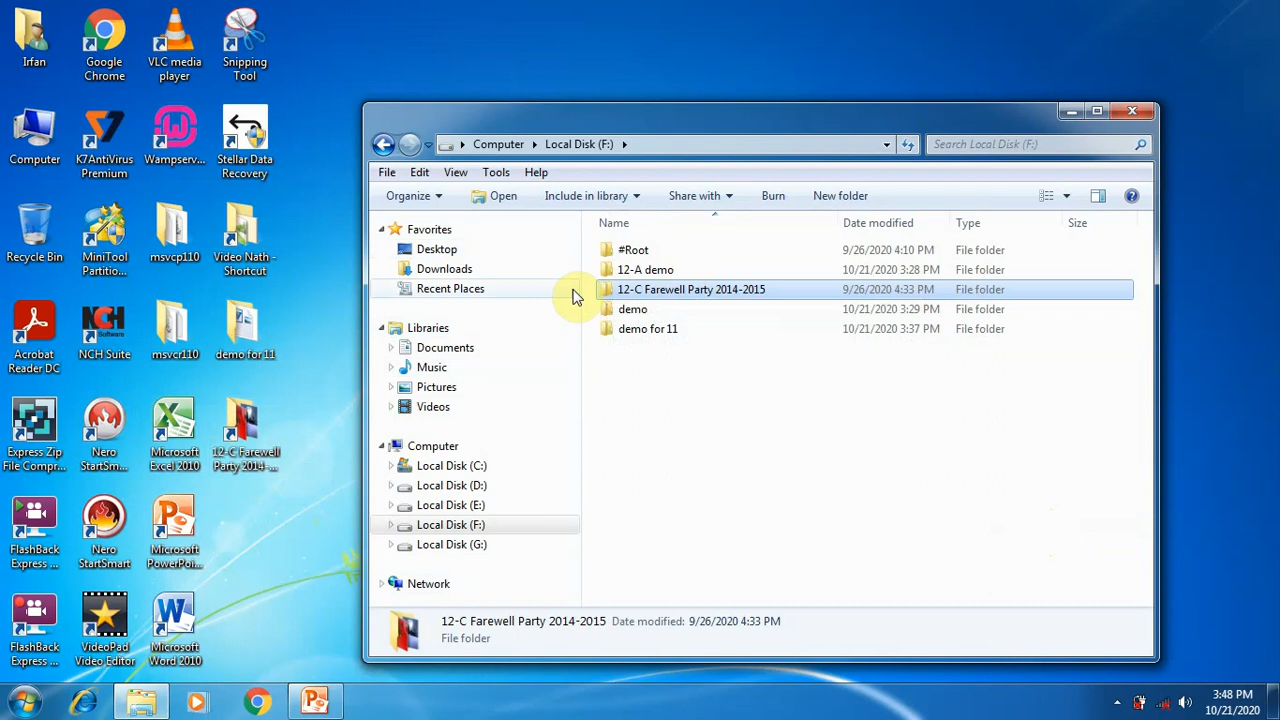 Irfan
Google
Chrome
VLC media
player
Snipping
Tool
Computer
K7AntiVirus
Premium
Wampserv...
Stellar Data
Recovery
Recycle Bin
MiniTool
Partitio...
msvcp110
Video Nath -
Shortcut
Acrobat
Reader DC
NCH
Software
NCH Suite
msvcr110
demo for 11
Express Zip
File Compr...
Nero
StartSm...
Microsoft
Excel 2010
12-C Farewell
Party 2014-...
FlashBack
Express ...
Nero
StartSmart
Microsoft
PowerPoi...
FlashBack
Express ...
VideoPad
Video Editor
Microsoft
Word 2010
Computer Local Disk (F:)
Search Local Disk (F:)
File Edit View Tools Help
Organize Open Include in library Share with Burn New folder
Favorites
Desktop
Downloads
Recent Places
Libraries
Documents
Music
Pictures
Videos
Computer
Local Disk (C:)
Local Disk (D:)
Local Disk (E:)
Local Disk (F:)
Local Disk (G:)
Network
Name Date modified Type Size
#Root 9/26/2020 4:10 PM File folder
12-A demo 10/21/2020 3:28 PM File folder
12-C Farewell Party 2014-2015 9/26/2020 4:33 PM File folder
demo 10/21/2020 3:29 PM File folder
demo for 11 10/21/2020 3:37 PM File folder
12-C Farewell Party 2014-2015 Date modified: 9/26/2020 4:33 PM
File folder
3:48 PM
10/21/2020